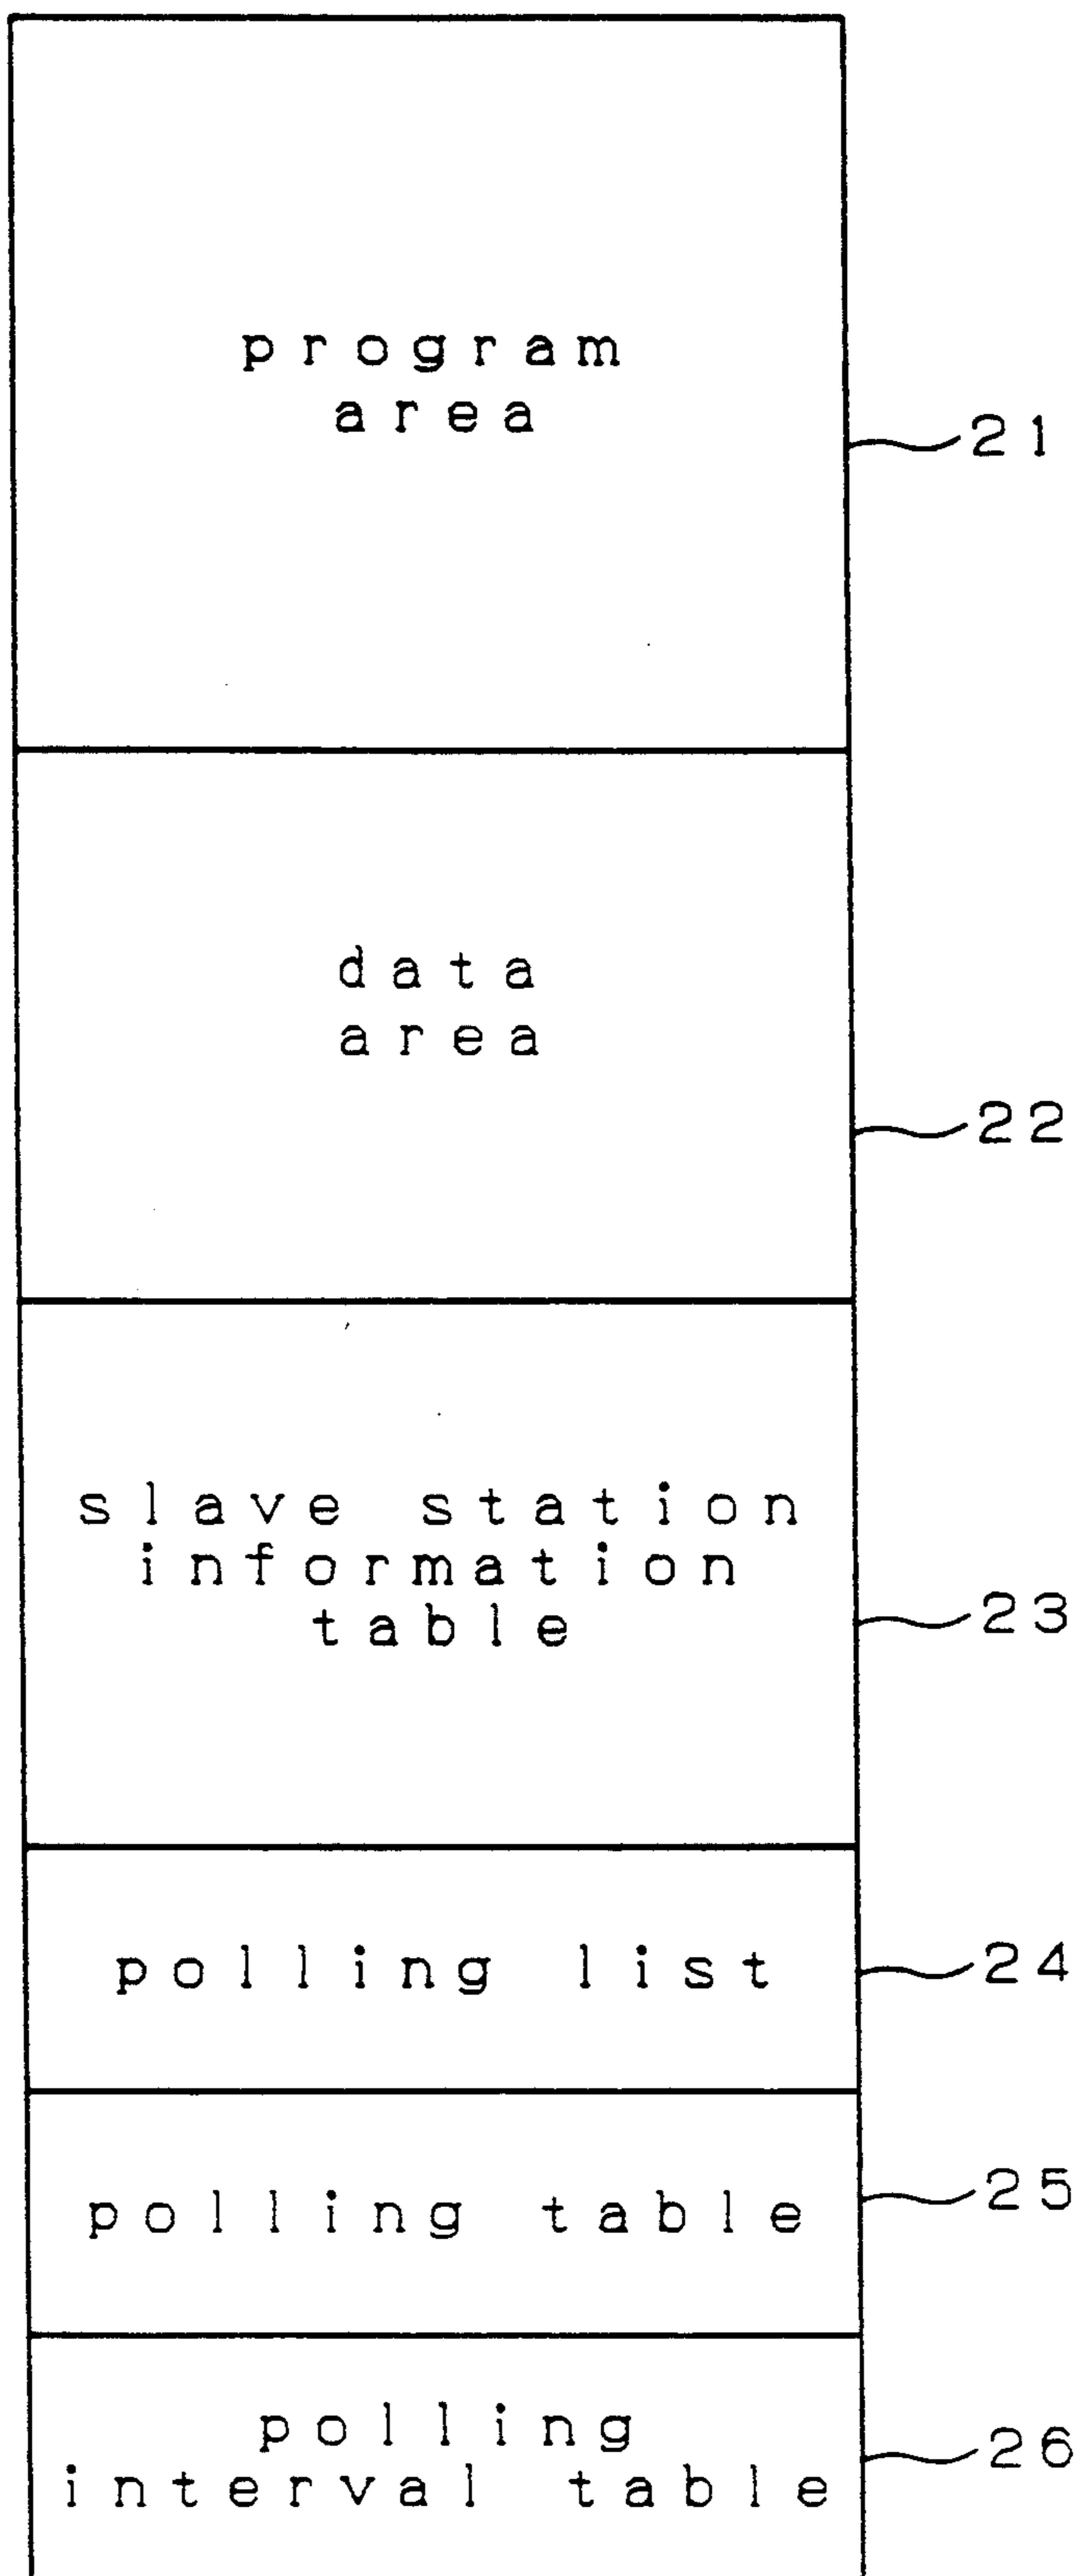 program
area
21
data
area
22
slave station
information
table
23
polling list
24
polling table
25
polling
interval table
26